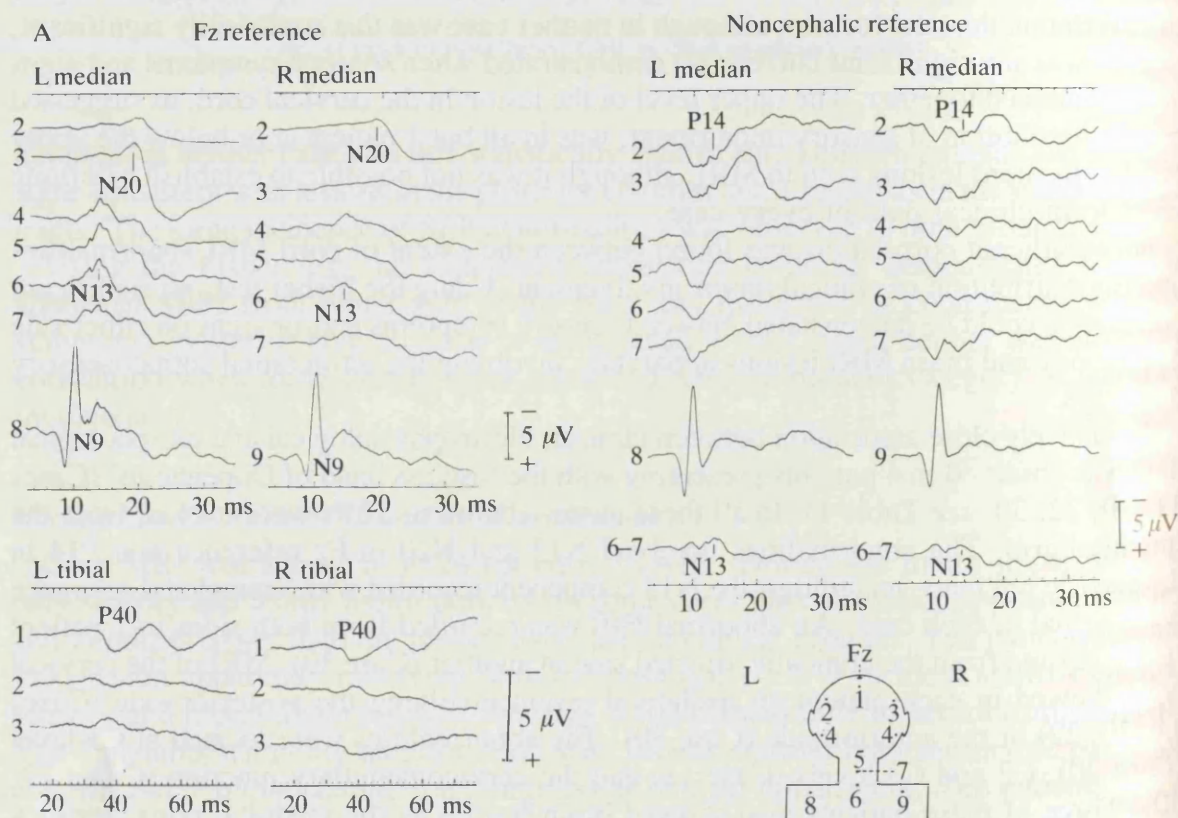 A
Fz reference
Noncephalic reference
L median
R median
L median
R median
2
3
N20
4
5
6
N13
7
8
N9
10 20 30 ms
2
N20
3
4
5
6
N13
7
9
N9
10 20 30 ms
−
5 μV
+
P14
2
3
4
5
6
7
8
6–7
N13
10 20 30 ms
P14
2
3
4
5
6
7
9
6–7
N13
10 20 30 ms
−
5 μV
+
L tibial
R tibial
P40
1
2
3
20 40 60 ms
P40
1
2
3
20 40 60 ms
−
5 μV
+
Fz
L R
1
2 3
4 4
5
7
8 6 9